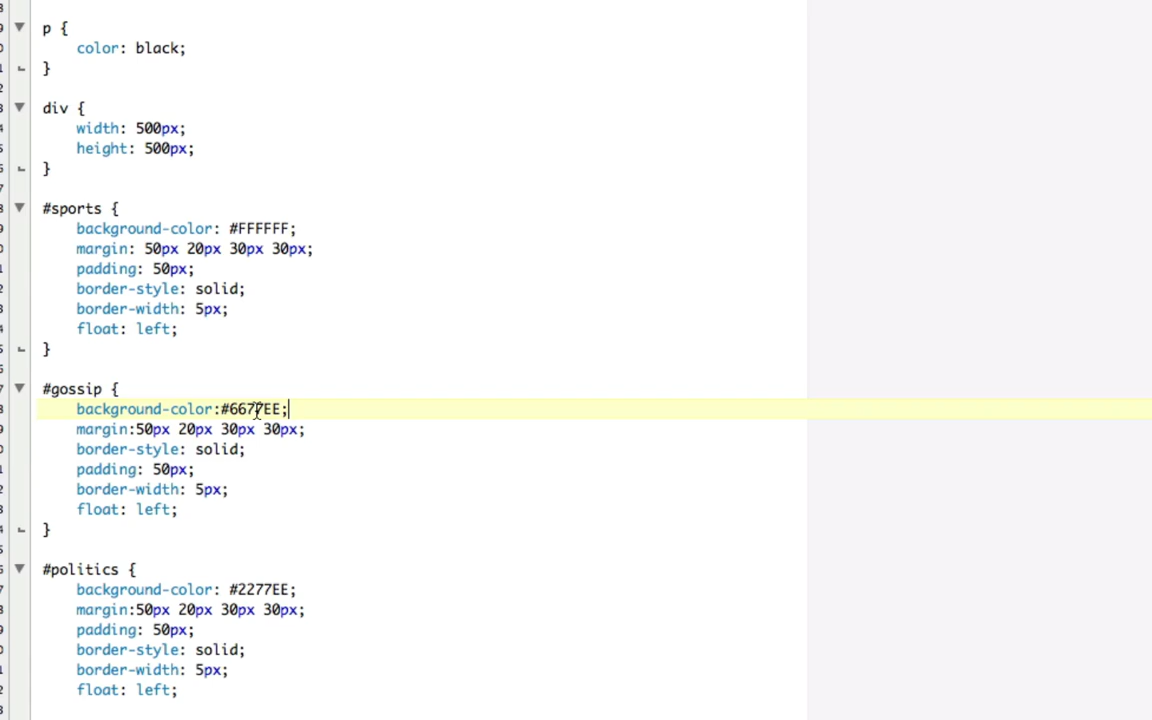 p {
color: black;
}
div {
width: 500px;
height: 500px;
}
#sports {
background-color: #FFFFFF;
margin: 50px 20px 30px 30px;
padding: 50px;
border-style: solid;
border-width: 5px;
float: left;
}
#gossip {
background-color:#6677EE;
margin:50px 20px 30px 30px;
border-style: solid;
padding: 50px;
border-width: 5px;
float: left;
}
#politics {
background-color: #2277EE;
margin:50px 20px 30px 30px;
padding: 50px;
border-style: solid;
border-width: 5px;
float: left;